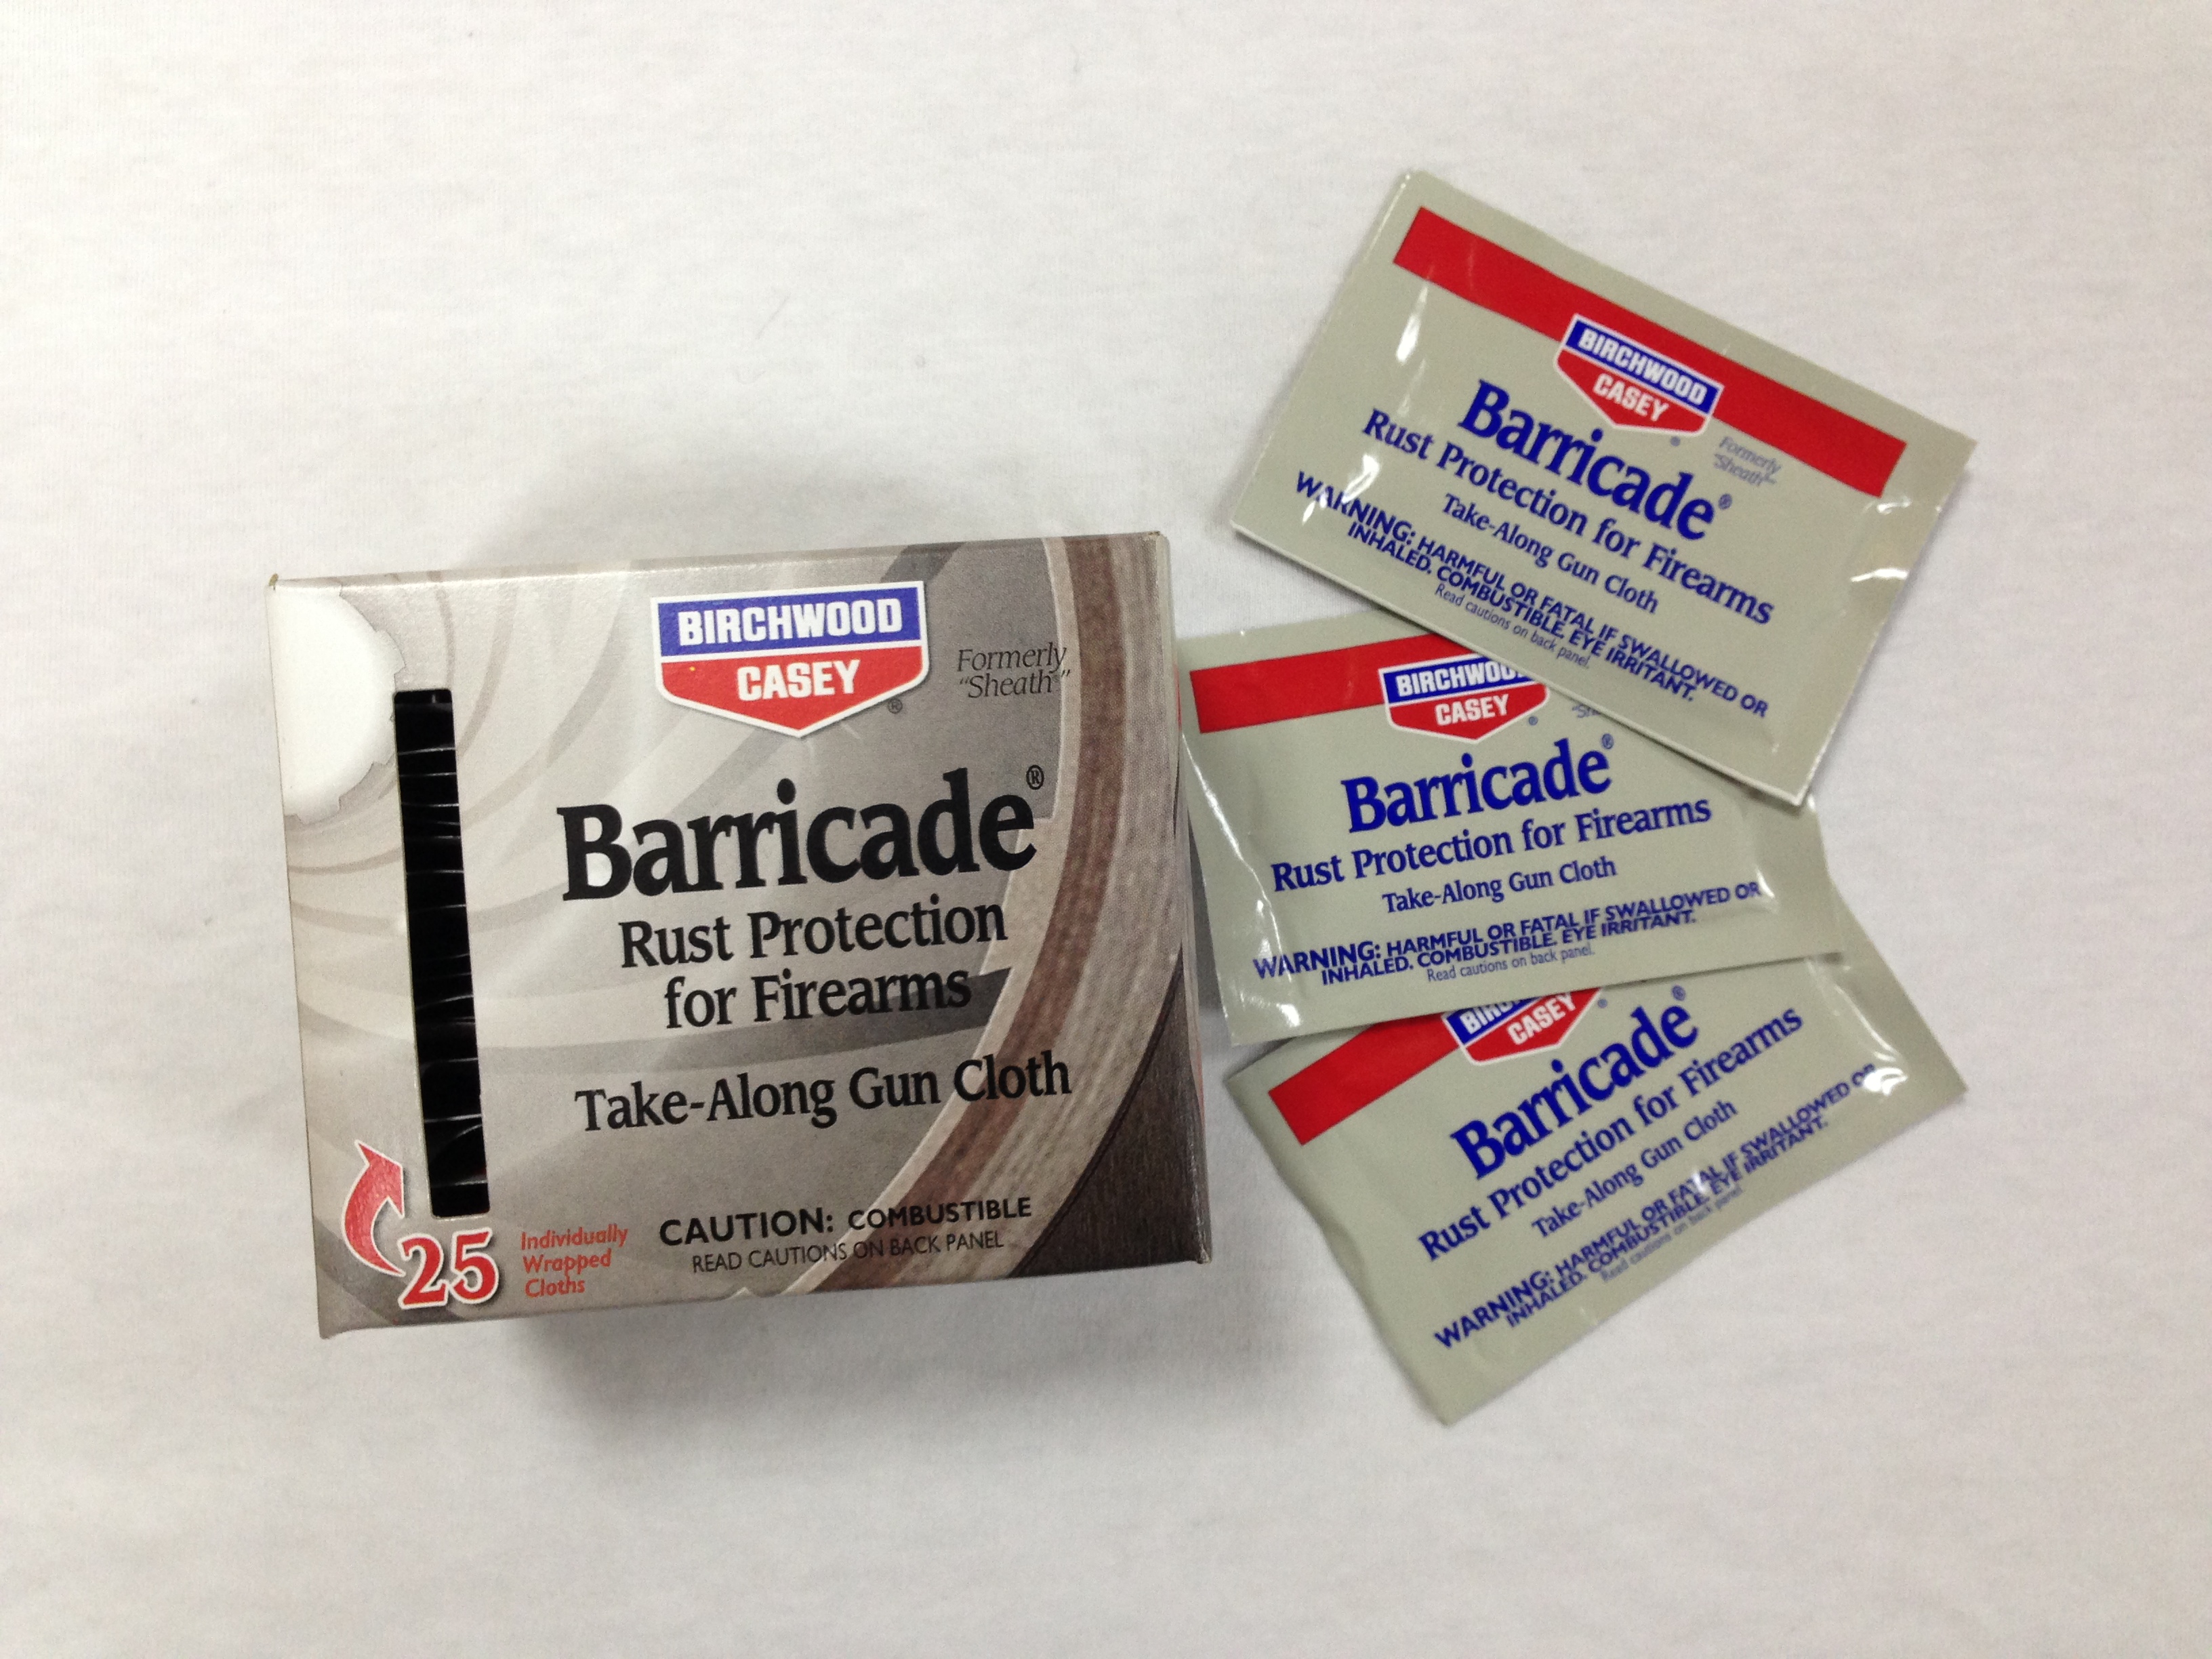 BIRCHWOOD
CASEY
®
Formerly
"Sheath"
Barricade®
Rust Protection
for Firearms
Take-Along Gun Cloth
25
Individually
Wrapped
Cloths
CAUTION: COMBUSTIBLE
READ CAUTIONS ON BACK PANEL
BIRCHWOOD
CASEY
®
Formerly
"Sheath"
Barricade®
Rust Protection for Firearms
Take-Along Gun Cloth
WARNING: HARMFUL OR FATAL IF SWALLOWED OR
INHALED. COMBUSTIBLE. EYE IRRITANT.
Read cautions on back panel.
CASEY
®
Barricade®
Rust Protection for Firearms
Take-Along Gun Cloth
WARNING: HARMFUL OR FATAL IF SWALLOWED OR
INHALED. COMBUSTIBLE. EYE IRRITANT.
Read cautions on back panel.
CASEY
®
Barricade®
Rust Protection for Firearms
Take-Along Gun Cloth
WARNING: HARMFUL OR FATAL IF SWALLOWED OR
INHALED. COMBUSTIBLE. EYE IRRITANT.
Read cautions on back panel.